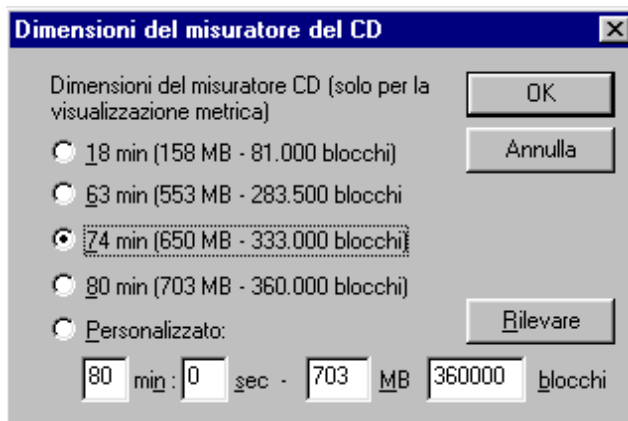 Dimensioni del misuratore del CD
Dimensioni del misuratore CD (solo per la
visualizzazione metrica)
OK
Annulla
18 min (158 MB - 81.000 blocchi)
63 min (553 MB - 283.500 blocchi
74 min (650 MB - 333.000 blocchi)
80 min (703 MB - 360.000 blocchi)
Personalizzato:
Rilevare
80 min : 0 sec - 703 MB 360000 blocchi